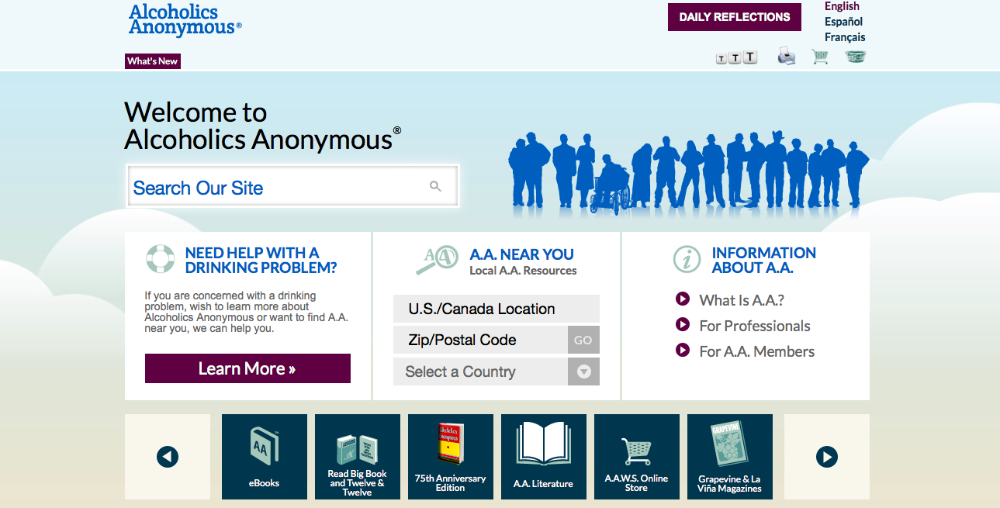 Alcoholics
Anonymous®
DAILY REFLECTIONS
English
Español
Français
What's New
T T T
Welcome to
Alcoholics Anonymous®
Search Our Site
NEED HELP WITH A
DRINKING PROBLEM?
If you are concerned with a drinking
problem, wish to learn more about
Alcoholics Anonymous or want to find A.A.
near you, we can help you.
Learn More »
A A
A.A. NEAR YOU
Local A.A. Resources
U.S./Canada Location
Zip/Postal Code
GO
Select a Country
i
INFORMATION
ABOUT A.A.
What Is A.A.?
For Professionals
For A.A. Members
AA
eBooks
Read Big Book
and Twelve &
Twelve
Alcoholics
Anonymous
75th Anniversary
Edition
A.A. Literature
A.A.W.S. Online
Store
GRAPEVINE
Grapevine & La
Viña Magazines